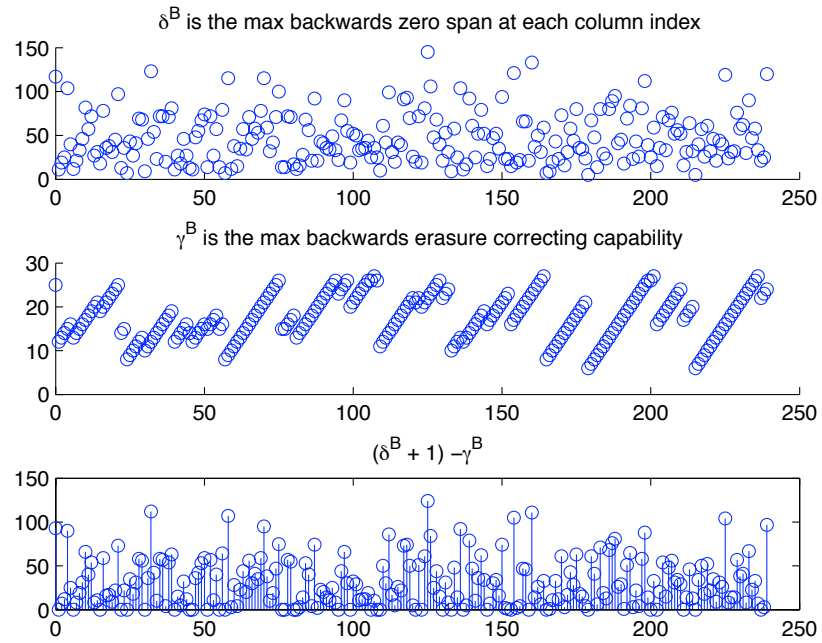 δ^B is the max backwards zero span at each column index
150
100
50
0
0 50 100 150 200 250
γ^B is the max backwards erasure correcting capability
30
20
10
0
0 50 100 150 200 250
(δ^B + 1) −γ^B
150
100
50
0
0 50 100 150 200 250